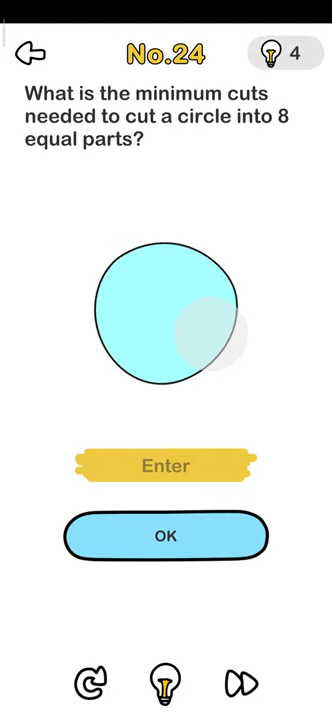 No.24
4
What is the minimum cuts
needed to cut a circle into 8
equal parts?
Enter
OK